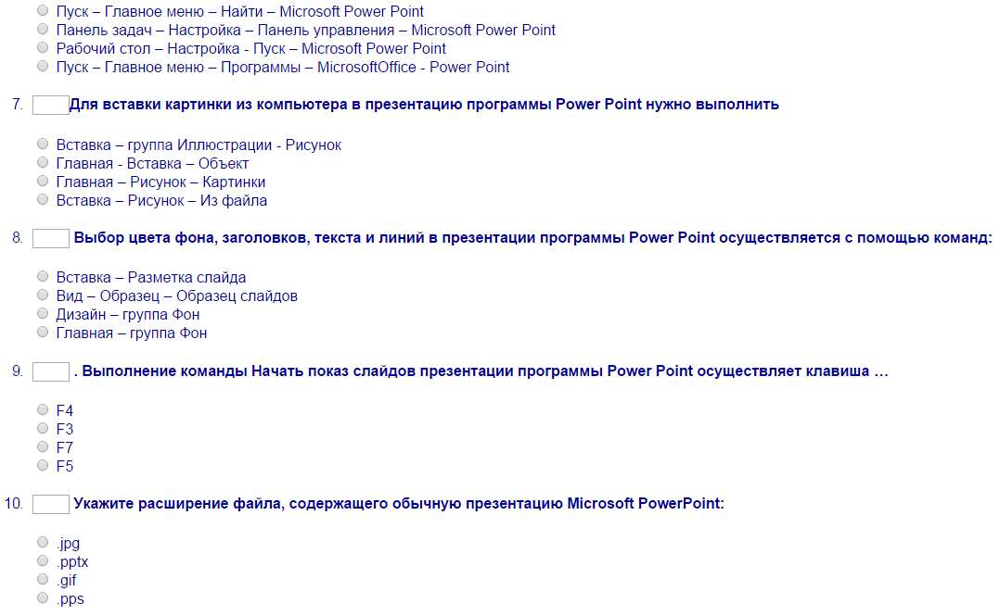 Пуск – Главное меню – Найти – Microsoft Power Point
Панель задач – Настройка – Панель управления – Microsoft Power Point
Рабочий стол – Настройка - Пуск – Microsoft Power Point
Пуск – Главное меню – Программы – MicrosoftOffice - Power Point
7. Для вставки картинки из компьютера в презентацию программы Power Point нужно выполнить
Вставка – группа Иллюстрации - Рисунок
Главная - Вставка – Объект
Главная – Рисунок – Картинки
Вставка – Рисунок – Из файла
8. Выбор цвета фона, заголовков, текста и линий в презентации программы Power Point осуществляется с помощью команд:
Вставка – Разметка слайда
Вид – Образец – Образец слайдов
Дизайн – группа Фон
Главная – группа Фон
9. . Выполнение команды Начать показ слайдов презентации программы Power Point осуществляет клавиша …
F4
F3
F7
F5
10. Укажите расширение файла, содержащего обычную презентацию Microsoft PowerPoint:
.jpg
.pptx
.gif
.pps